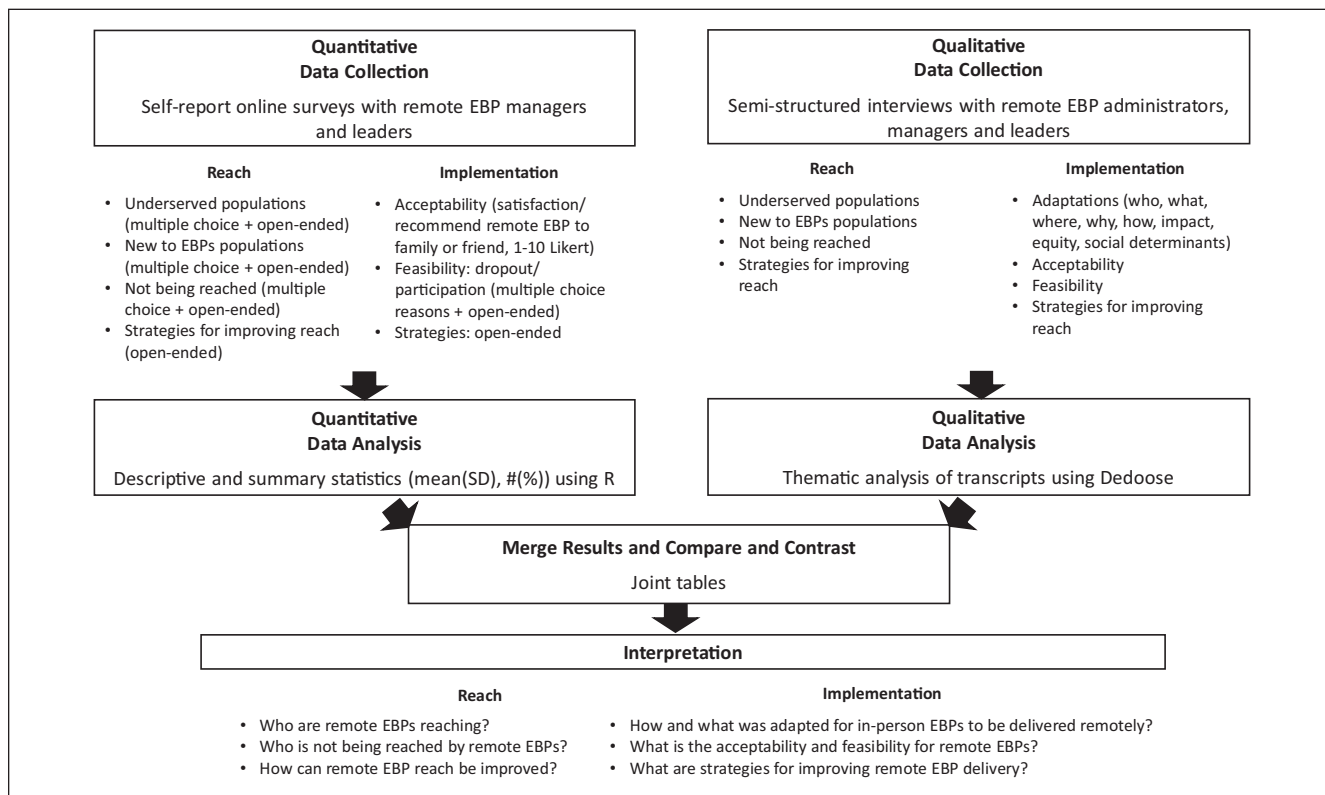 Quantitative
Data Collection
Self-report online surveys with remote EBP managers
and leaders
Reach
• Underserved populations
(multiple choice + open-ended)
• New to EBPs populations
(multiple choice + open-ended)
• Not being reached (multiple
choice + open-ended)
• Strategies for improving reach
(open-ended)
Implementation
• Acceptability (satisfaction/
recommend remote EBP to
family or friend, 1-10 Likert)
• Feasibility: dropout/
participation (multiple choice
reasons + open-ended)
• Strategies: open-ended
Qualitative
Data Collection
Semi-structured interviews with remote EBP administrators,
managers and leaders
Reach
• Underserved populations
• New to EBPs populations
• Not being reached
• Strategies for improving
reach
Implementation
• Adaptations (who, what,
where, why, how, impact,
equity, social determinants)
• Acceptability
• Feasibility
• Strategies for improving
reach
Quantitative
Data Analysis
Descriptive and summary statistics (mean(SD), #(%)) using R
Qualitative
Data Analysis
Thematic analysis of transcripts using Dedoose
Merge Results and Compare and Contrast
Joint tables
Interpretation
Reach
• Who are remote EBPs reaching?
• Who is not being reached by remote EBPs?
• How can remote EBP reach be improved?
Implementation
• How and what was adapted for in-person EBPs to be delivered remotely?
• What is the acceptability and feasibility for remote EBPs?
• What are strategies for improving remote EBP delivery?